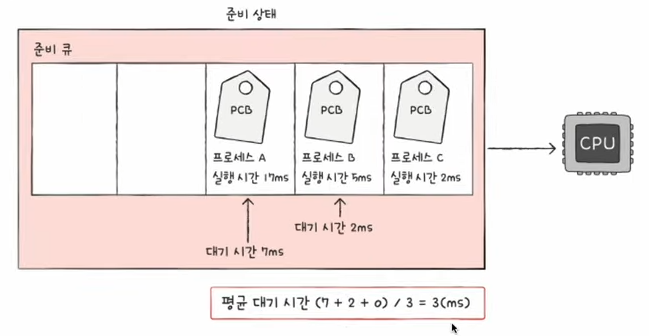 준비 상태
준비 큐
PCB
PCB
PCB
프로세스 A
실행 시간 17ms
프로세스 B
실행 시간 5ms
프로세스 C
실행 시간 2ms
CPU
대기 시간 2ms
대기 시간 7ms
평균 대기 시간 (7 + 2 + 0) / 3 = 3(ms)